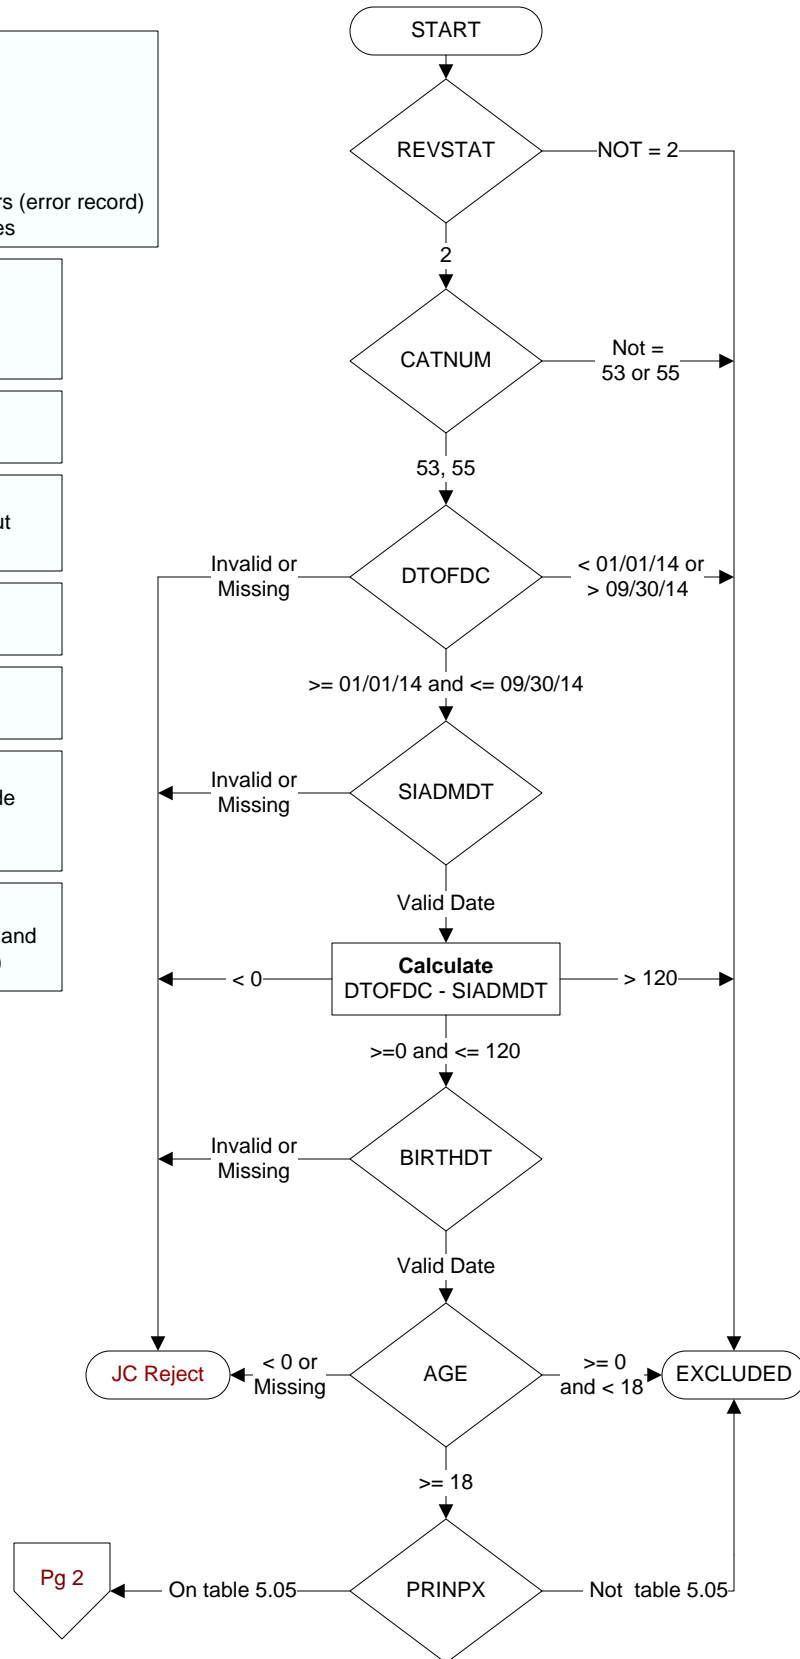 START
rs (error record)
es
REVSTAT
NOT = 2
2
CATNUM
Not =
53 or 55
53, 55
ut
Invalid or
Missing
DTOFDC
< 01/01/14 or
> 09/30/14
>= 01/01/14 and <= 09/30/14
de
Invalid or
Missing
SIADMDT
Valid Date
and
)
< 0
Calculate
DTOFDC - SIADMDT
> 120
>=0 and <= 120
Invalid or
Missing
BIRTHDT
Valid Date
JC Reject
< 0 or
Missing
AGE
>= 0
and < 18
EXCLUDED
>= 18
Pg 2
On table 5.05
PRINPX
Not table 5.05